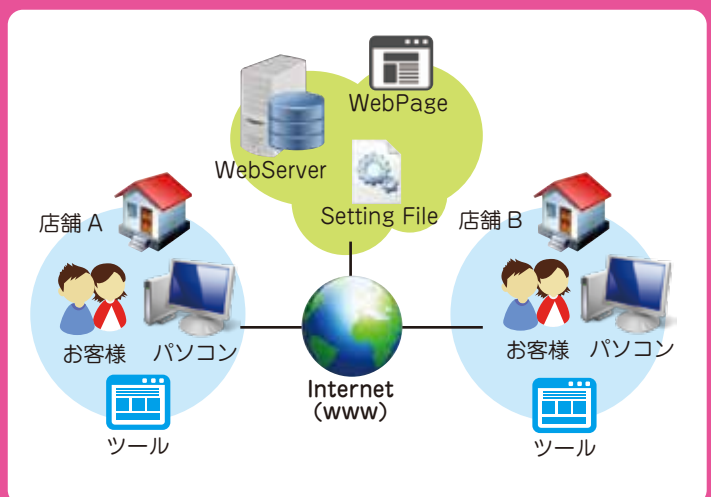 WebPage
WebServer
Setting File
店舗 A
お客様
パソコン
ツール
Internet
(www)
店舗 B
お客様
パソコン
ツール